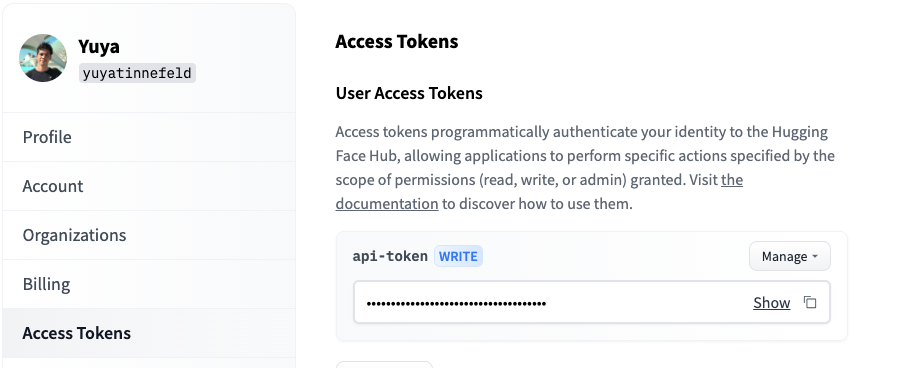 Yuya
yuyatinnefeld
Profile
Account
Organizations
Billing
Access Tokens
Access Tokens
User Access Tokens
Access tokens programmatically authenticate your identity to the Hugging
Face Hub, allowing applications to perform specific actions specified by the
scope of permissions (read, write, or admin) granted. Visit the
documentation to discover how to use them.
api-token WRITE
Manage
••••••••••••••••••••••••••••••••••••• Show